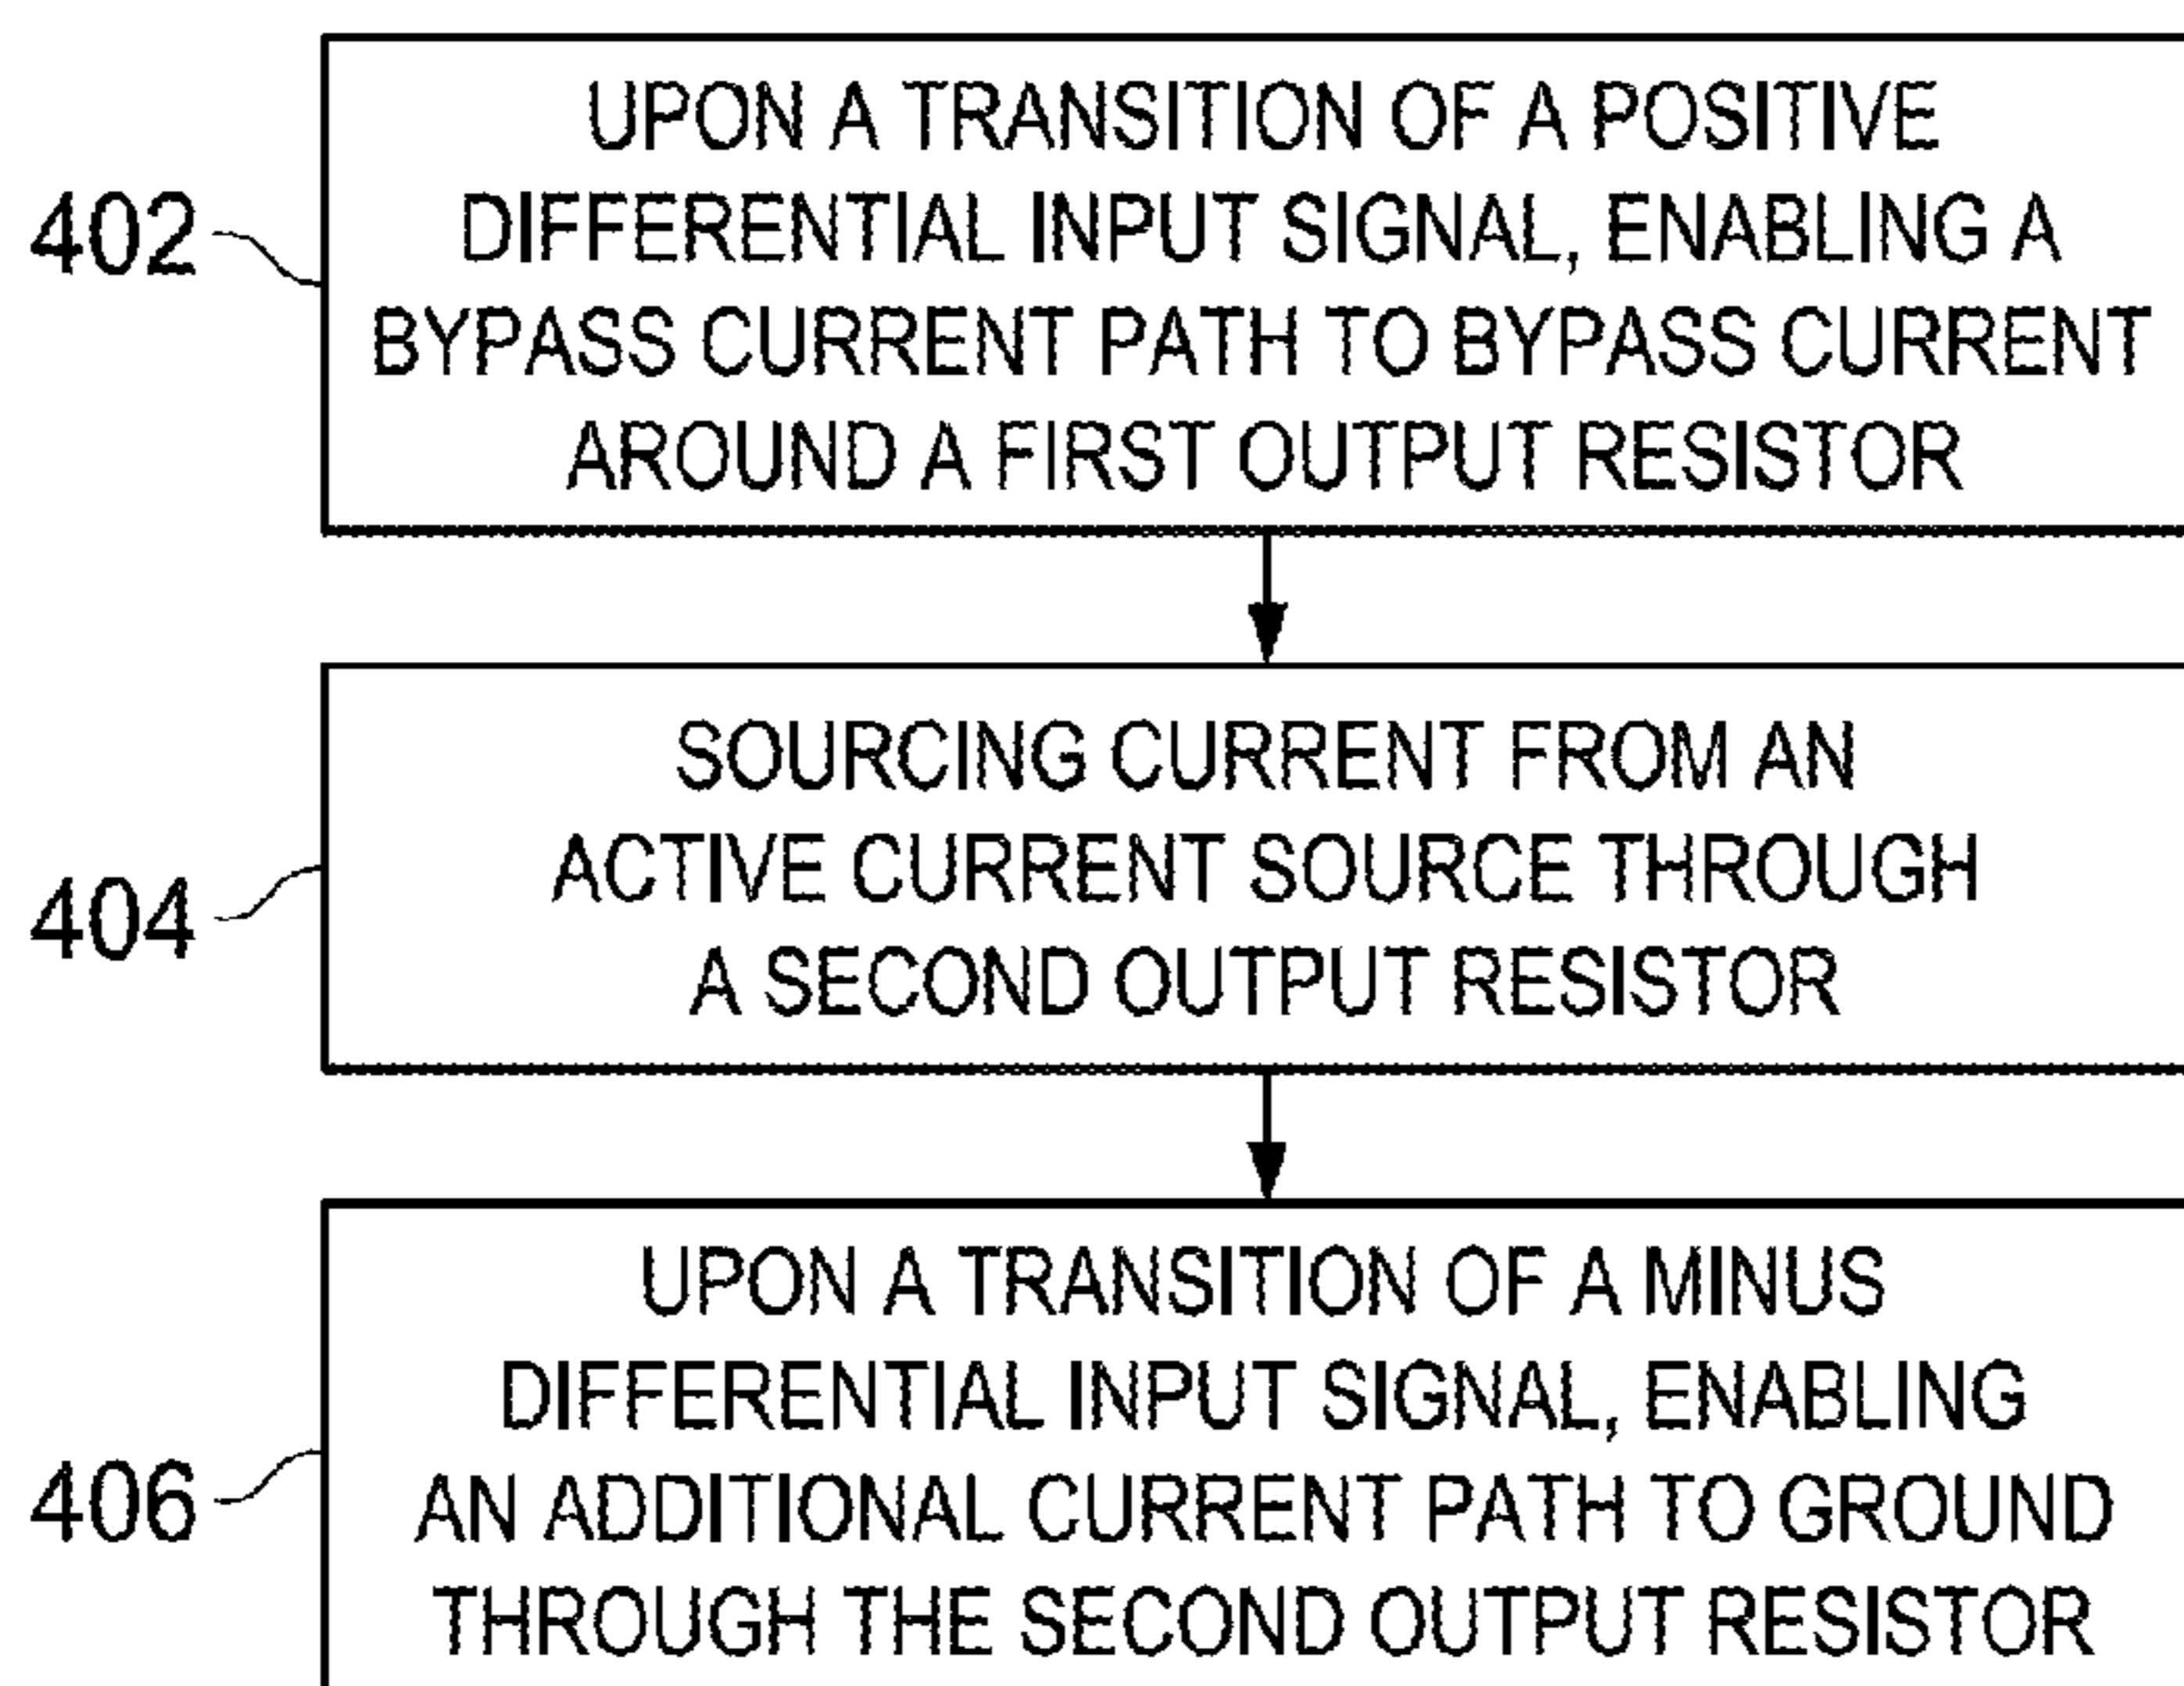 402
UPON A TRANSITION OF A POSITIVE
DIFFERENTIAL INPUT SIGNAL, ENABLING A
BYPASS CURRENT PATH TO BYPASS CURRENT
AROUND A FIRST OUTPUT RESISTOR
404
SOURCING CURRENT FROM AN
ACTIVE CURRENT SOURCE THROUGH
A SECOND OUTPUT RESISTOR
406
UPON A TRANSITION OF A MINUS
DIFFERENTIAL INPUT SIGNAL, ENABLING
AN ADDITIONAL CURRENT PATH TO GROUND
THROUGH THE SECOND OUTPUT RESISTOR